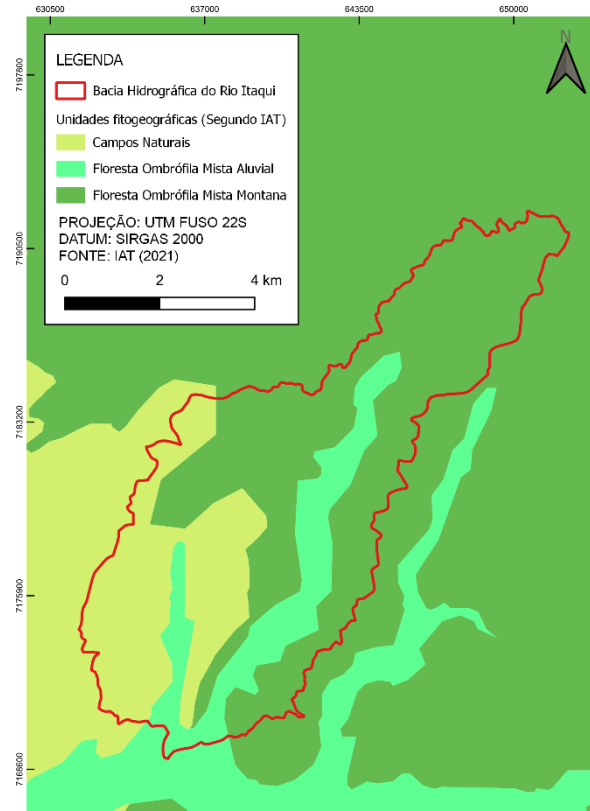 630500 637000 643500 650000
N
7197800
7190500
7183200
7175900
7168600
LEGENDA
Bacia Hidrográfica do Rio Itaqui
Unidades fitogeográficas (Segundo IAT)
Campos Naturais
Floresta Ombrófila Mista Aluvial
Floresta Ombrófila Mista Montana
PROJEÇÃO: UTM FUSO 22S
DATUM: SIRGAS 2000
FONTE: IAT (2021)
0 2 4 km